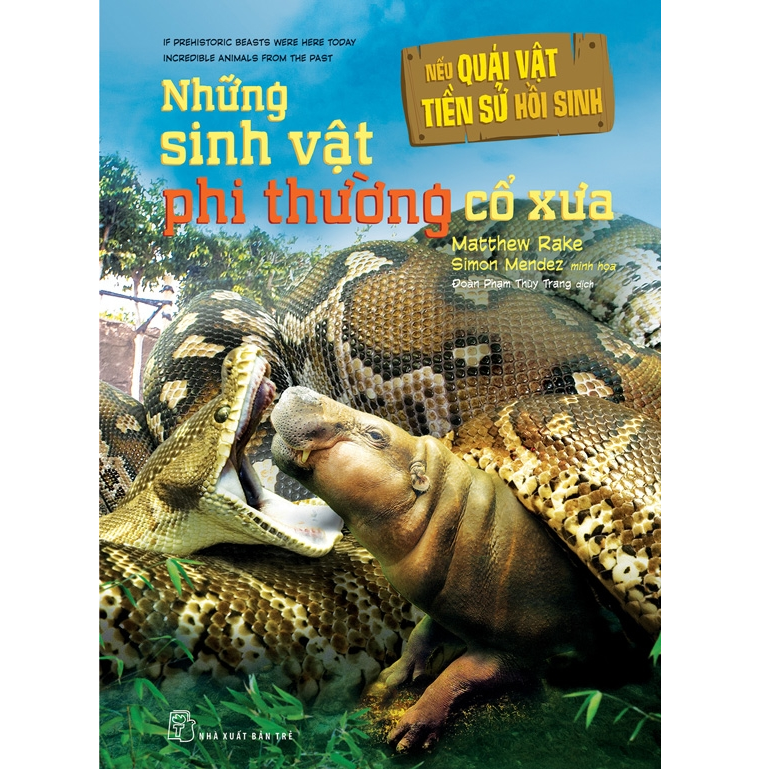 IF PREHISTORIC BEASTS WERE HERE TODAY
INCREDIBLE ANIMALS FROM THE PAST
NẾU QUÁI VẬT
TIỀN SỬ HỒI SINH
Những
sinh vật
phi thường cổ xưa
Matthew Rake
Simon Mendez minh họa
Đoàn Phạm Thùy Trang dịch
NHÀ XUẤT BẢN TRẺ